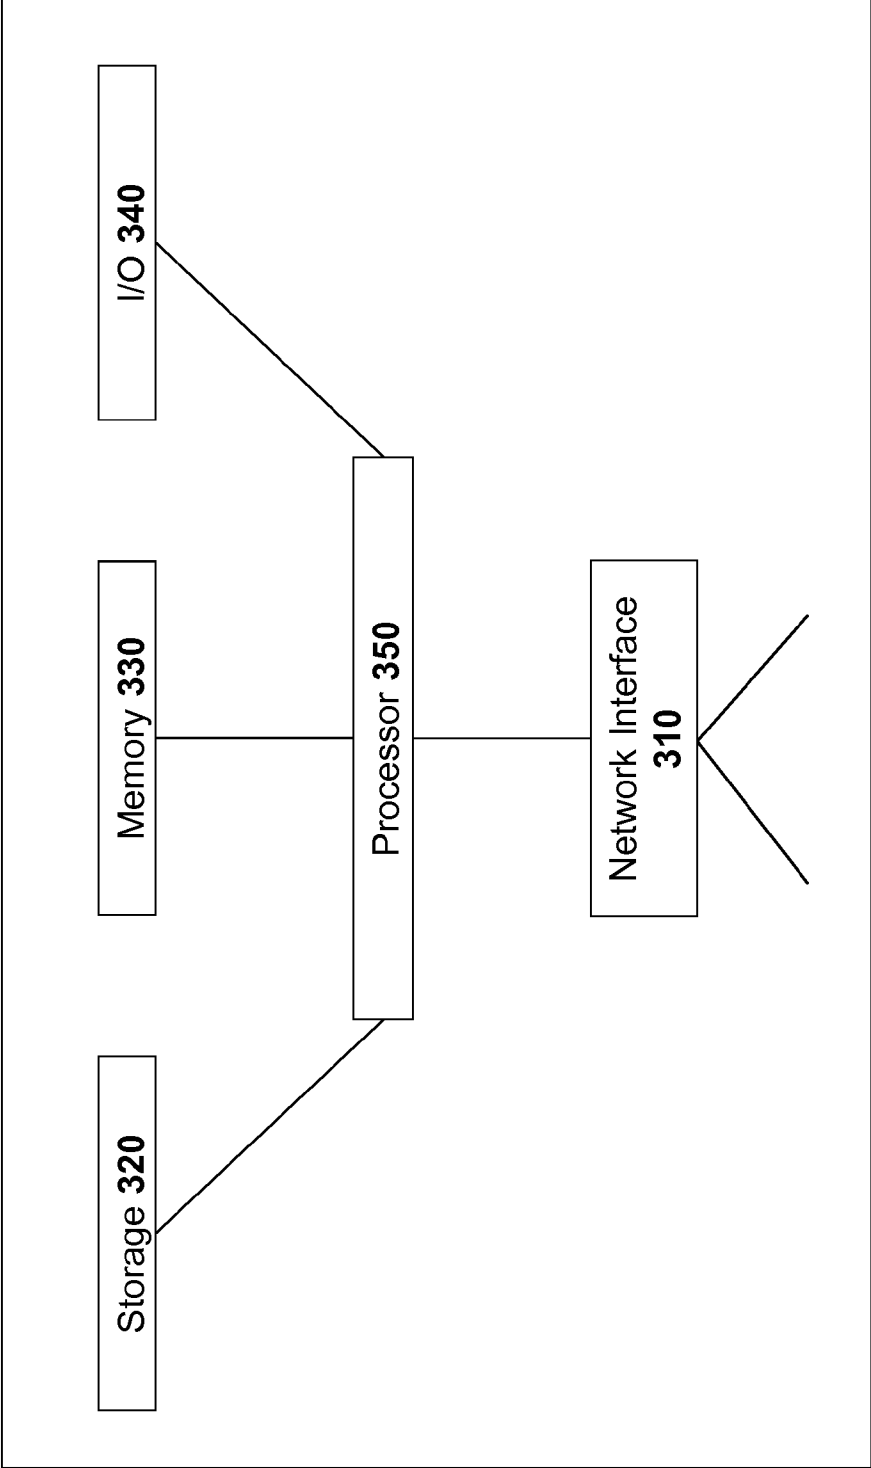 Storage 320
Memory 330
I/O 340
Processor 350
Network Interface
310